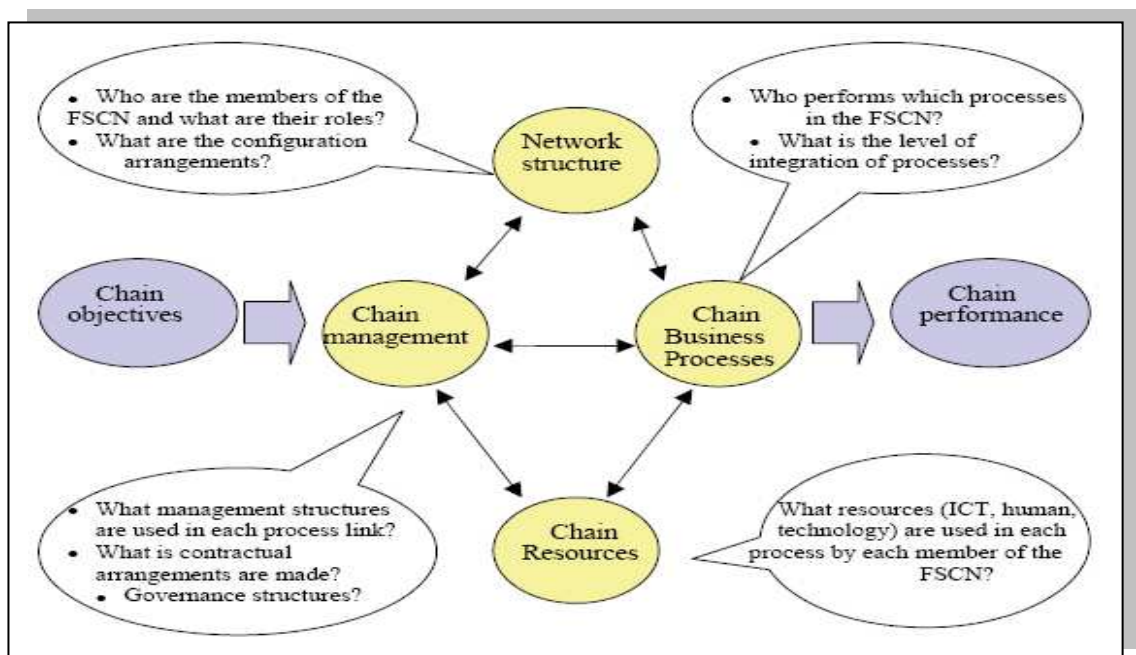 • Who are the members of the
FSCN and what are their roles?
• What are the configuration
arrangements?
Network
structure
• Who performs which processes
in the FSCN?
• What is the level of
integration of processes?
Chain
objectives
Chain
management
Chain
Business
Processes
Chain
performance
• What management structures
are used in each process link?
• What is contractual
arrangements are made?
• Governance structures?
Chain
Resources
What resources (ICT, human,
technology) are used in each
process by each member of the
FSCN?